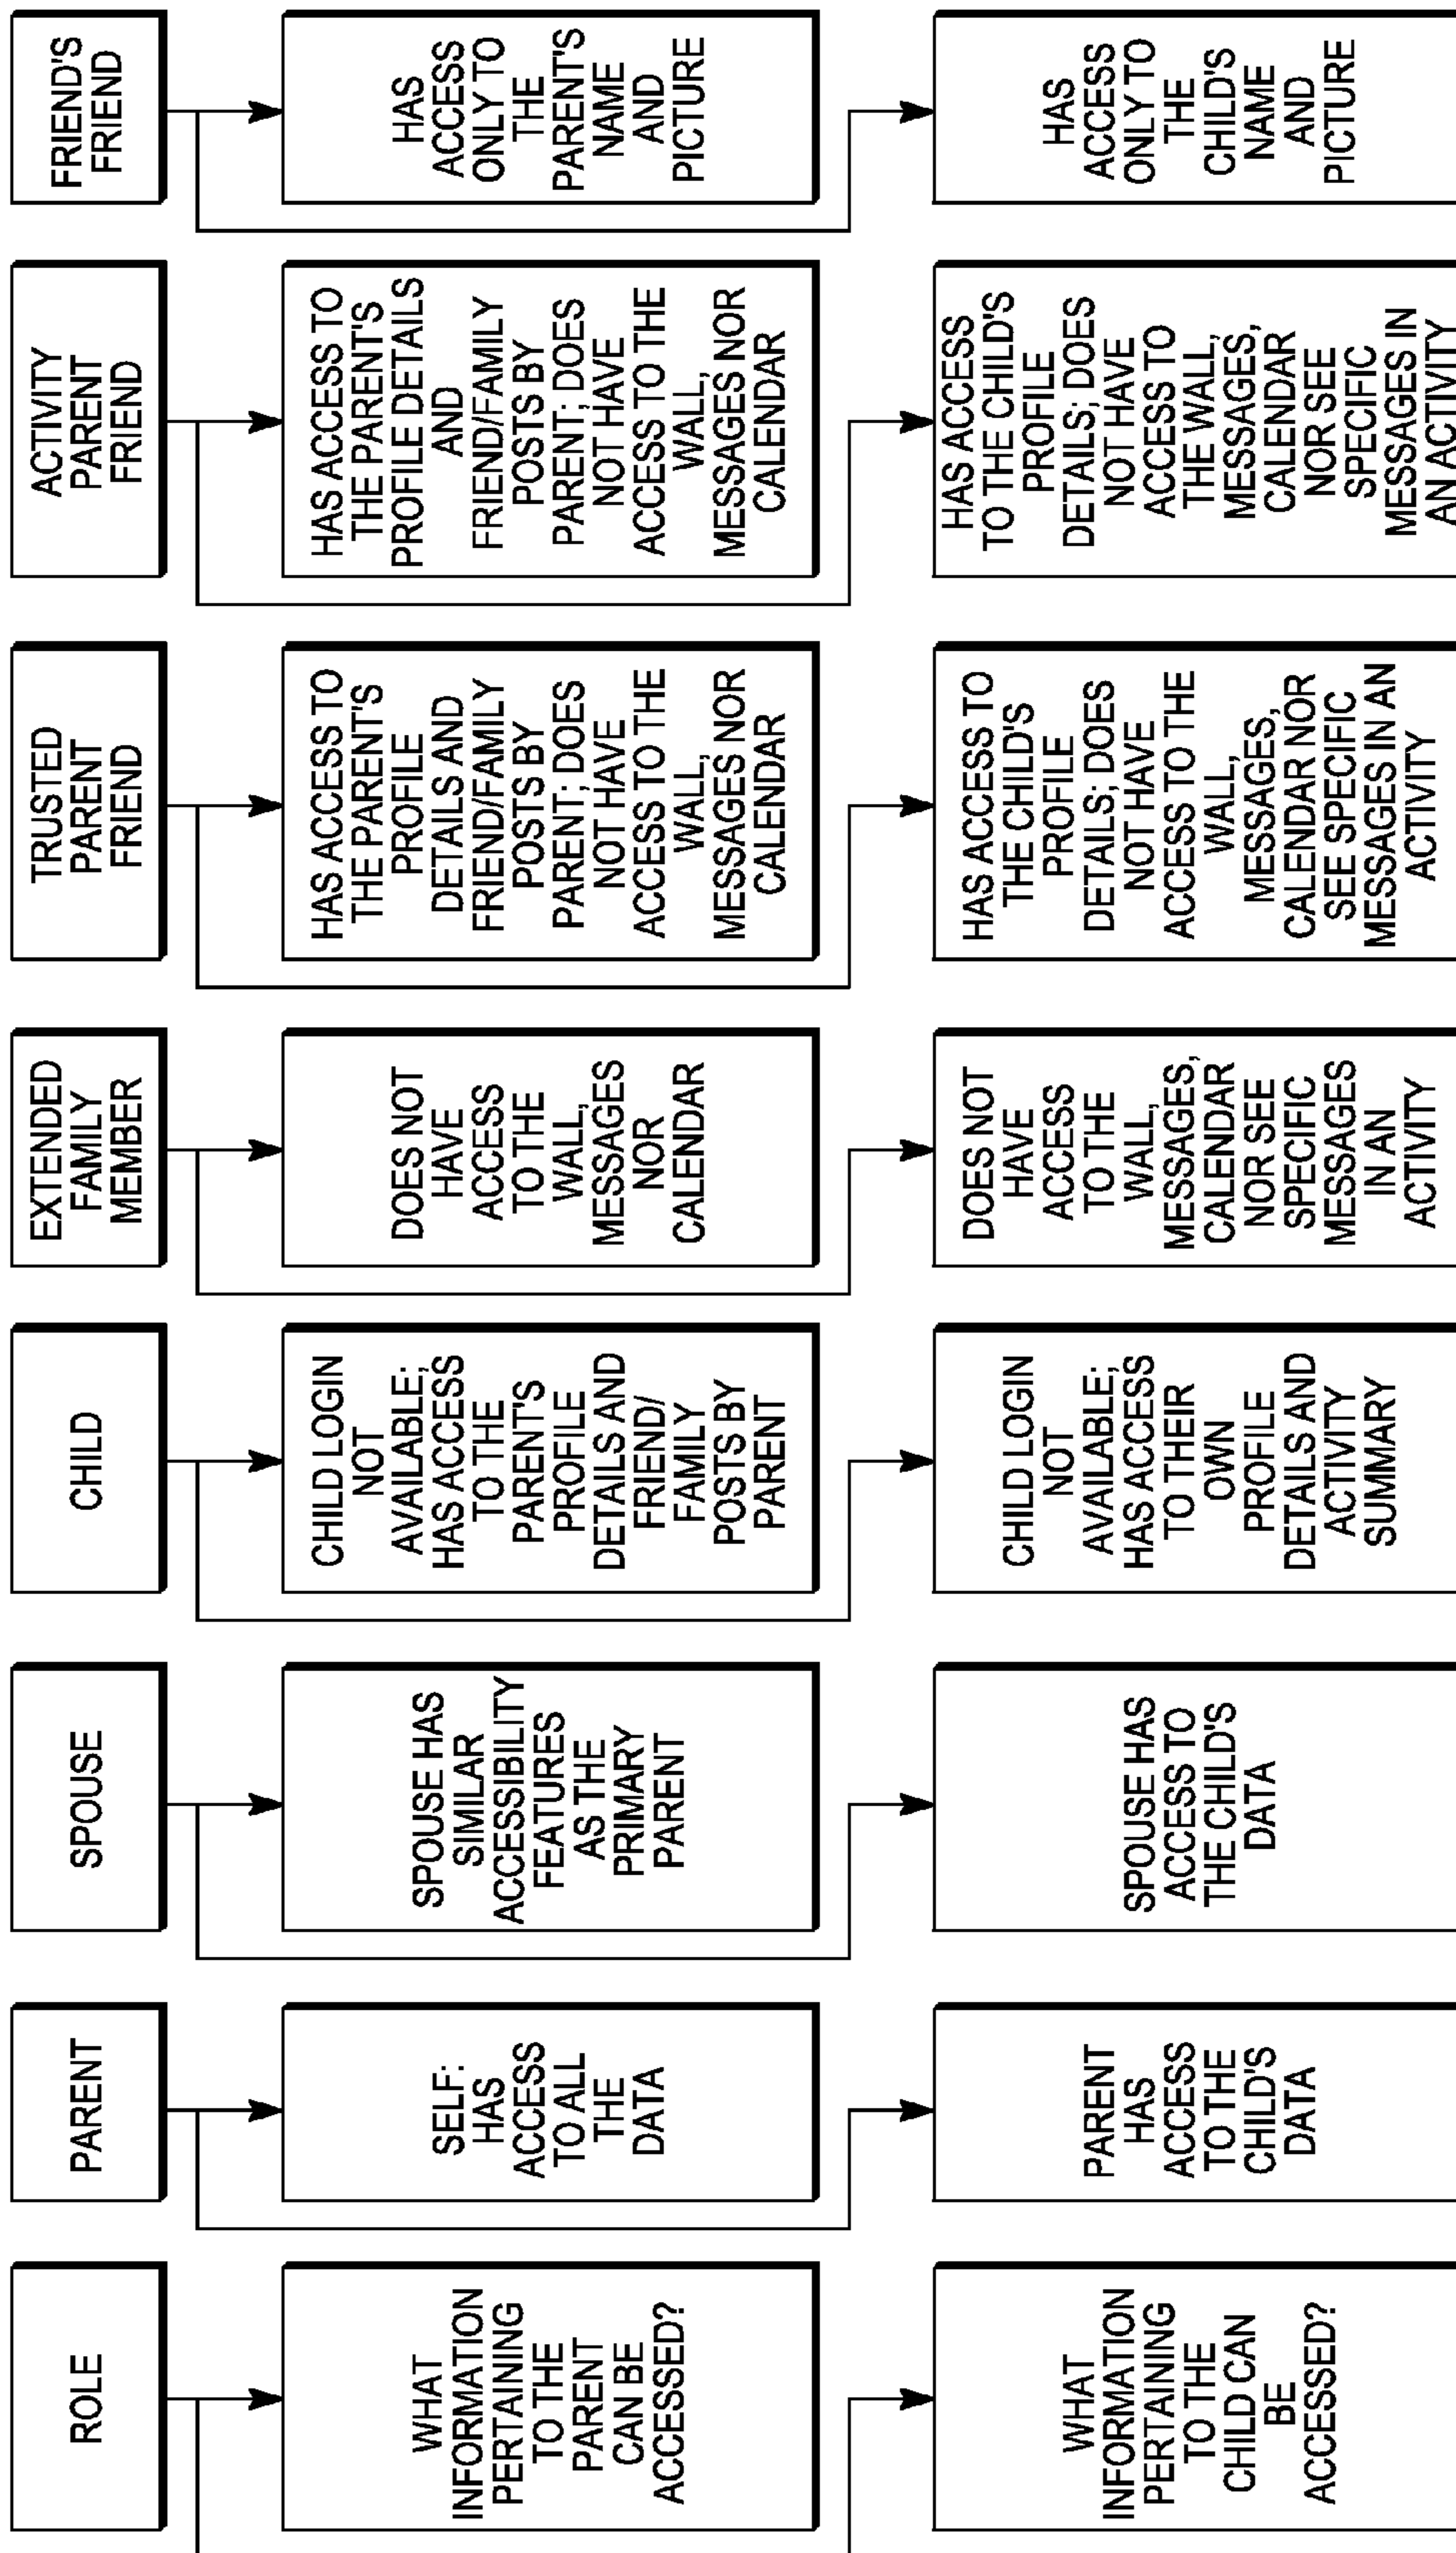 ROLE
PARENT
SPOUSE
CHILD
EXTENDED
FAMILY
MEMBER
TRUSTED
PARENT
FRIEND
ACTIVITY
PARENT
FRIEND
FRIEND'S
FRIEND
WHAT
INFORMATION
PERTAINING
TO THE
PARENT
CAN BE
ACCESSED?
SELF:
HAS
ACCESS
TO ALL
THE
DATA
SPOUSE HAS
SIMILAR
ACCESSIBILITY
FEATURES
AS THE
PRIMARY
PARENT
CHILD LOGIN
NOT
AVAILABLE;
HAS ACCESS
TO THE
PARENT'S
PROFILE
DETAILS AND
FRIEND/
FAMILY
POSTS BY
PARENT
DOES NOT
HAVE
ACCESS
TO THE
WALL,
MESSAGES
NOR
CALENDAR
HAS ACCESS TO
THE PARENT'S
PROFILE
DETAILS AND
FRIEND/FAMILY
POSTS BY
PARENT; DOES
NOT HAVE
ACCESS TO THE
WALL,
MESSAGES NOR
CALENDAR
HAS ACCESS TO
THE PARENT'S
PROFILE DETAILS
AND
FRIEND/FAMILY
POSTS BY
PARENT; DOES
NOT HAVE
ACCESS TO THE
WALL,
MESSAGES NOR
CALENDAR
HAS
ACCESS
ONLY TO
THE
PARENT'S
NAME
AND
PICTURE
WHAT
INFORMATION
PERTAINING
TO THE
CHILD CAN
BE
ACCESSED?
PARENT
HAS
ACCESS
TO THE
CHILD'S
DATA
SPOUSE HAS
ACCESS TO
THE CHILD'S
DATA
CHILD LOGIN
NOT
AVAILABLE;
HAS ACCESS
TO THEIR
OWN
PROFILE
DETAILS AND
ACTIVITY
SUMMARY
DOES NOT
HAVE
ACCESS
TO THE
WALL,
MESSAGES,
CALENDAR
NOR SEE
SPECIFIC
MESSAGES
IN AN
ACTIVITY
HAS ACCESS TO
THE CHILD'S
PROFILE
DETAILS; DOES
NOT HAVE
ACCESS TO THE
WALL,
MESSAGES,
CALENDAR NOR
SEE SPECIFIC
MESSAGES IN AN
ACTIVITY
HAS ACCESS
TO THE CHILD'S
PROFILE
DETAILS; DOES
NOT HAVE
ACCESS TO
THE WALL,
MESSAGES,
CALENDAR
NOR SEE
SPECIFIC
MESSAGES IN
AN ACTIVITY
HAS
ACCESS
ONLY TO
THE
CHILD'S
NAME
AND
PICTURE